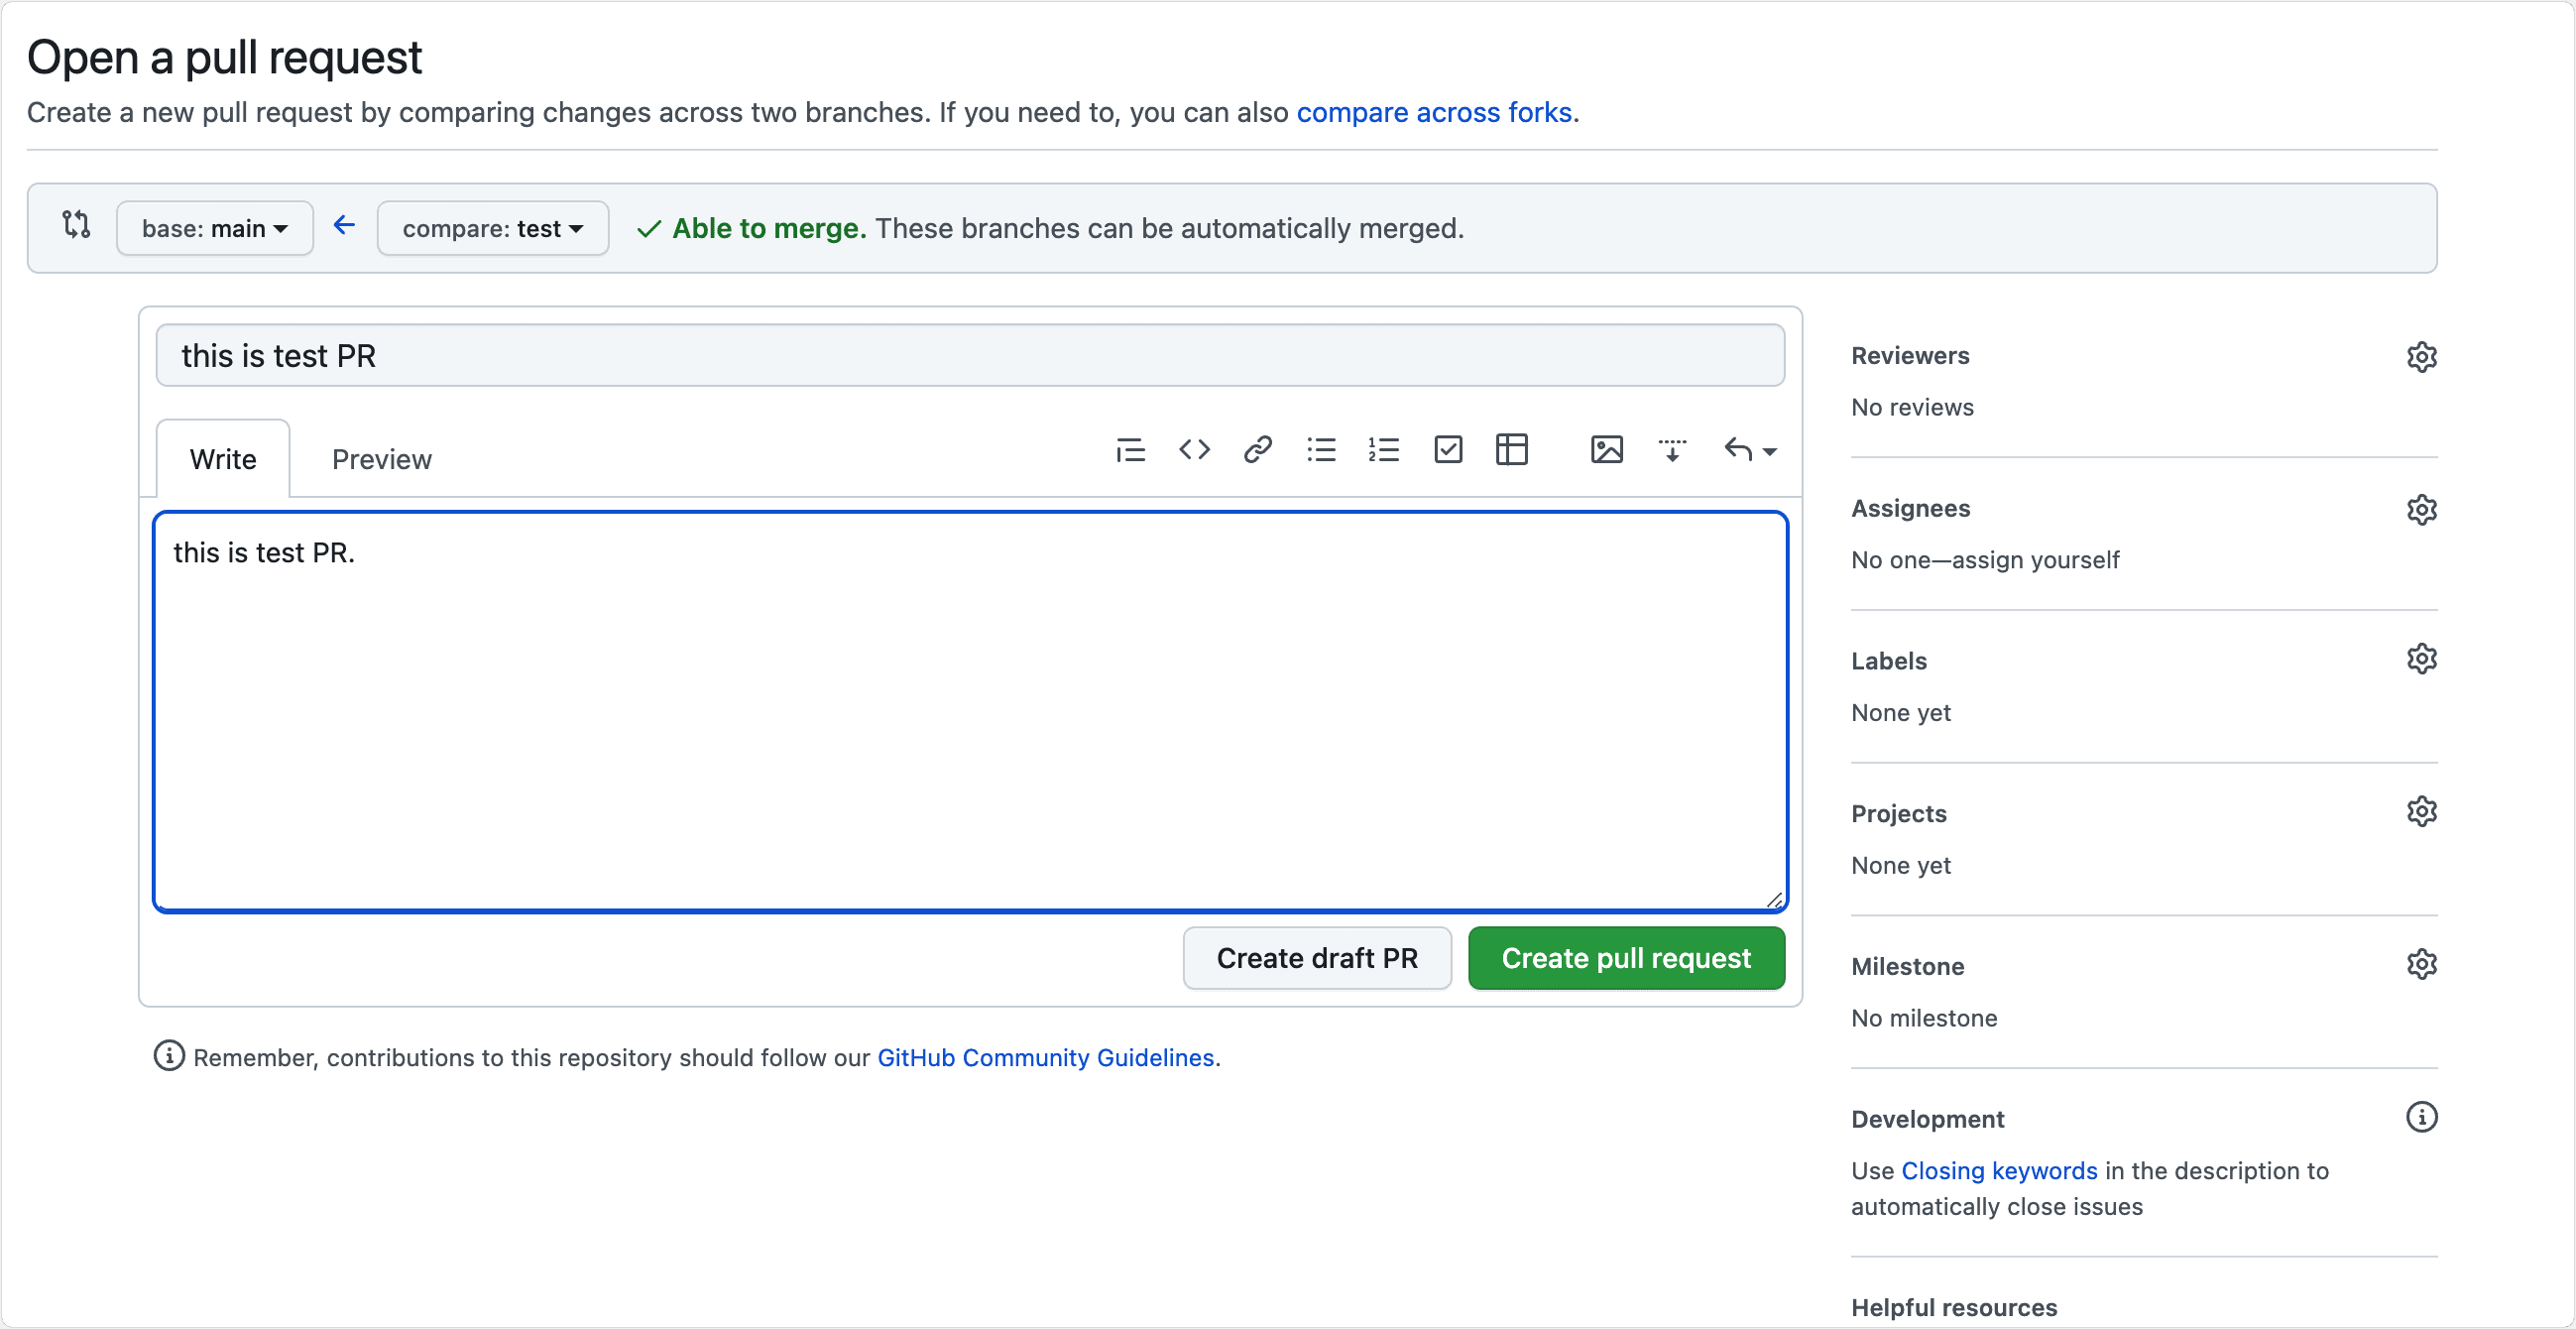 Open a pull request
Create a new pull request by comparing changes across two branches. If you need to, you can also compare across forks.
base: main
compare: test
Able to merge. These branches can be automatically merged.
this is test PR
Write
Preview
this is test PR.
Create draft PR
Create pull request
Remember, contributions to this repository should follow our GitHub Community Guidelines.
Reviewers
No reviews
Assignees
No one—assign yourself
Labels
None yet
Projects
None yet
Milestone
No milestone
Development
Use Closing keywords in the description to
automatically close issues
Helpful resources